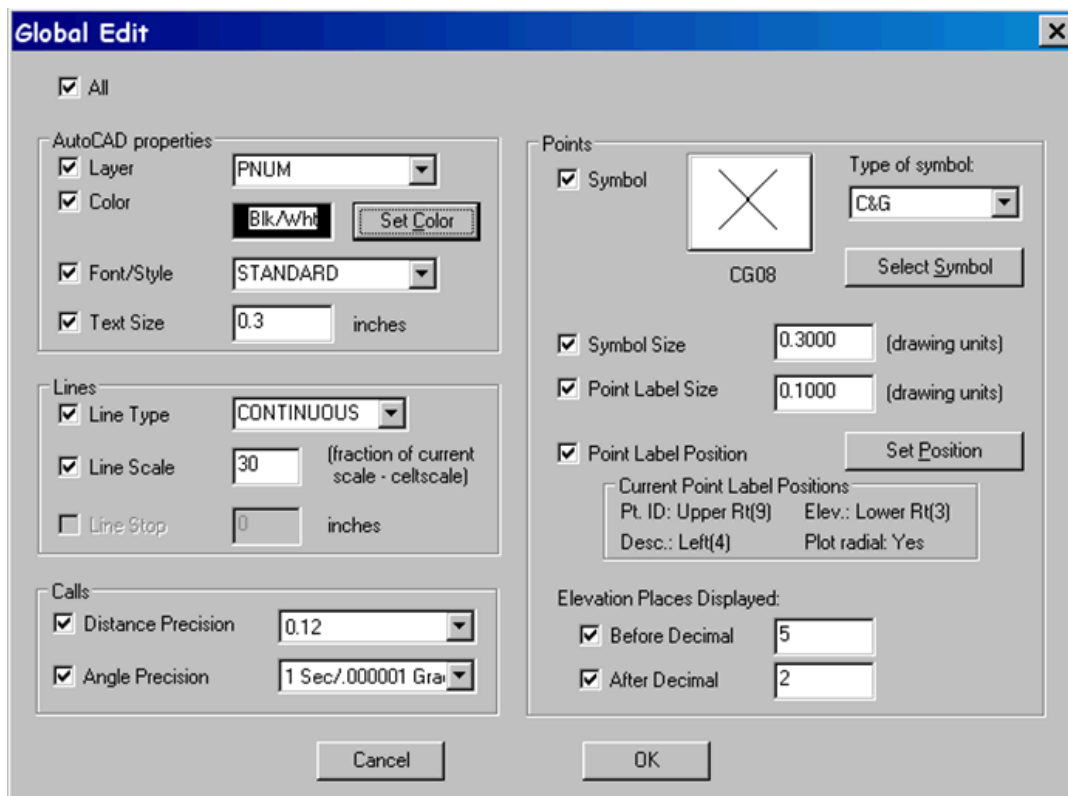 Global Edit
All
AutoCAD properties
Layer PNUM
Color
Blk/Wht Set Color
Font/Style STANDARD
Text Size 0.3 inches
Lines
Line Type CONTINUOUS
Line Scale 30 (fraction of current
scale - celtscale)
Line Stop 0 inches
Calls
Distance Precision 0.12
Angle Precision 1 Sec/.000001 Gra
Points
Symbol
Type of symbol:
C&G
CG08
Select Symbol
Symbol Size 0.3000 (drawing units)
Point Label Size 0.1000 (drawing units)
Point Label Position Set Position
Current Point Label Positions
Pt. ID: Upper Rt(9) Elev.: Lower Rt(3)
Desc.: Left(4) Plot radial: Yes
Elevation Places Displayed:
Before Decimal 5
After Decimal 2
Cancel OK